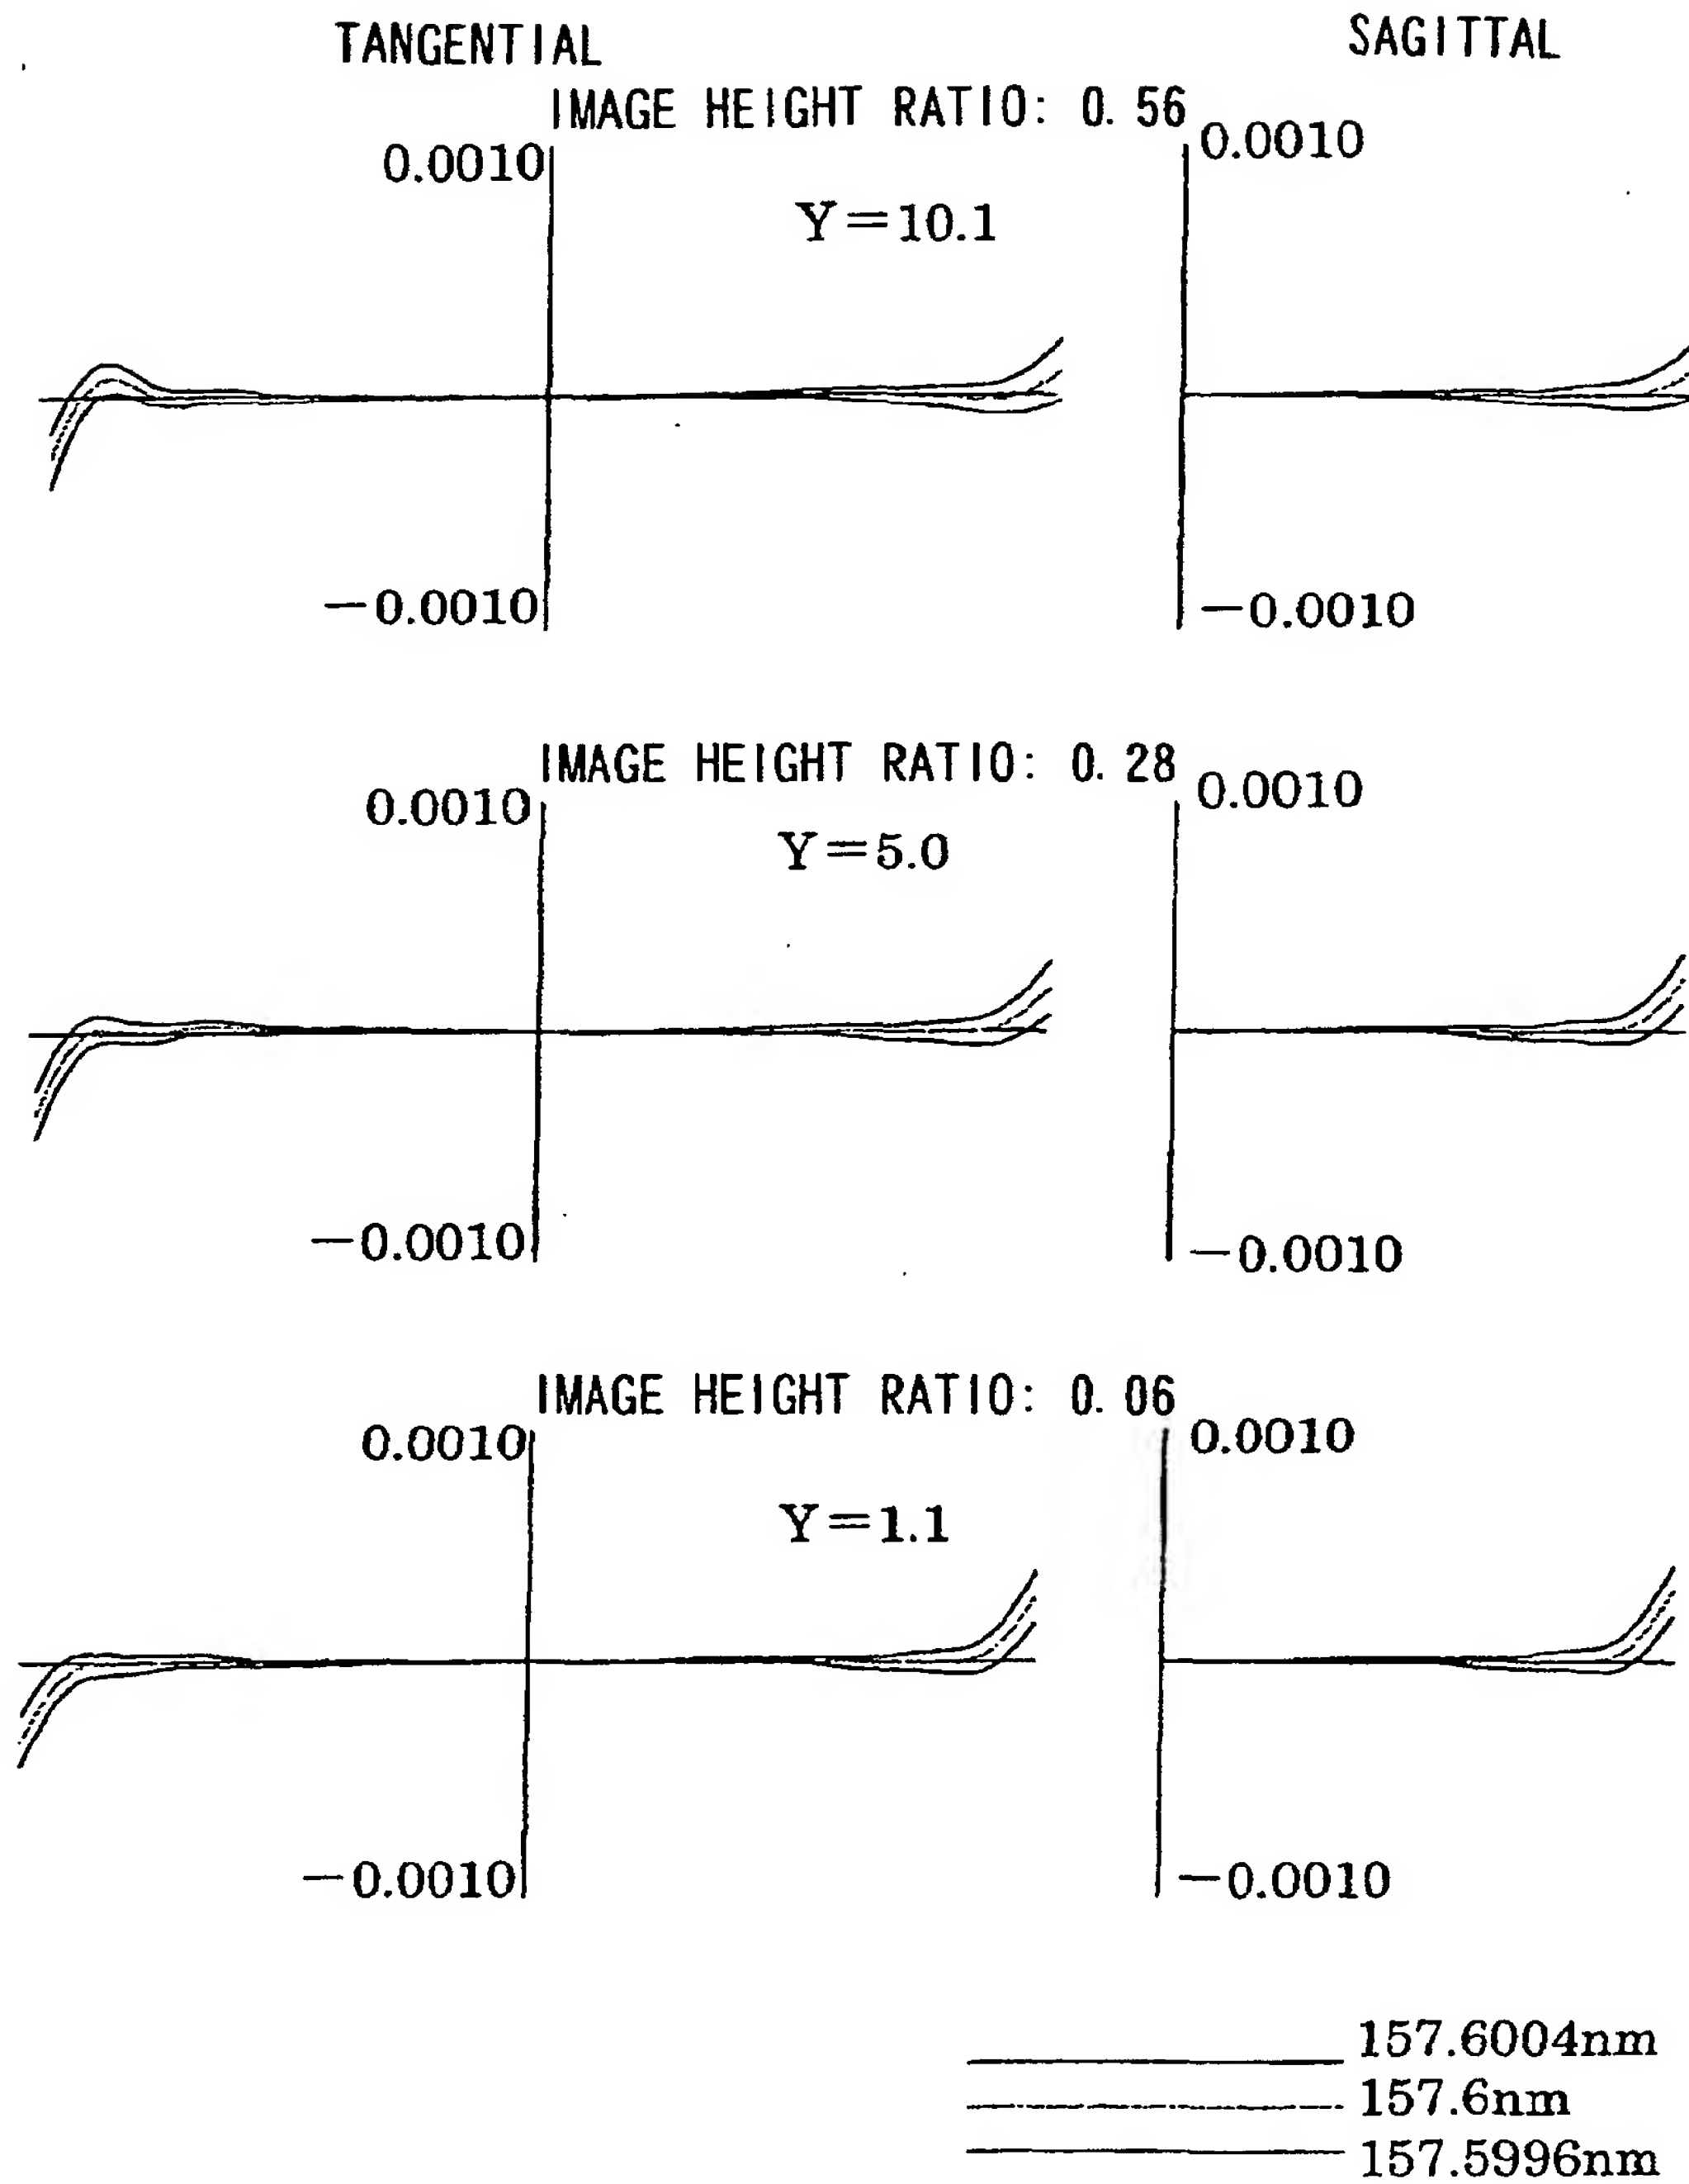 TANGENTIAL
SAGITTAL
IMAGE HEIGHT RATIO: 0.56
0.0010
0.0010
Y=10.1
−0.0010
−0.0010
IMAGE HEIGHT RATIO: 0.28
0.0010
0.0010
Y=5.0
−0.0010
−0.0010
IMAGE HEIGHT RATIO: 0.06
0.0010
0.0010
Y=1.1
−0.0010
−0.0010
157.6004nm
157.6nm
157.5996nm